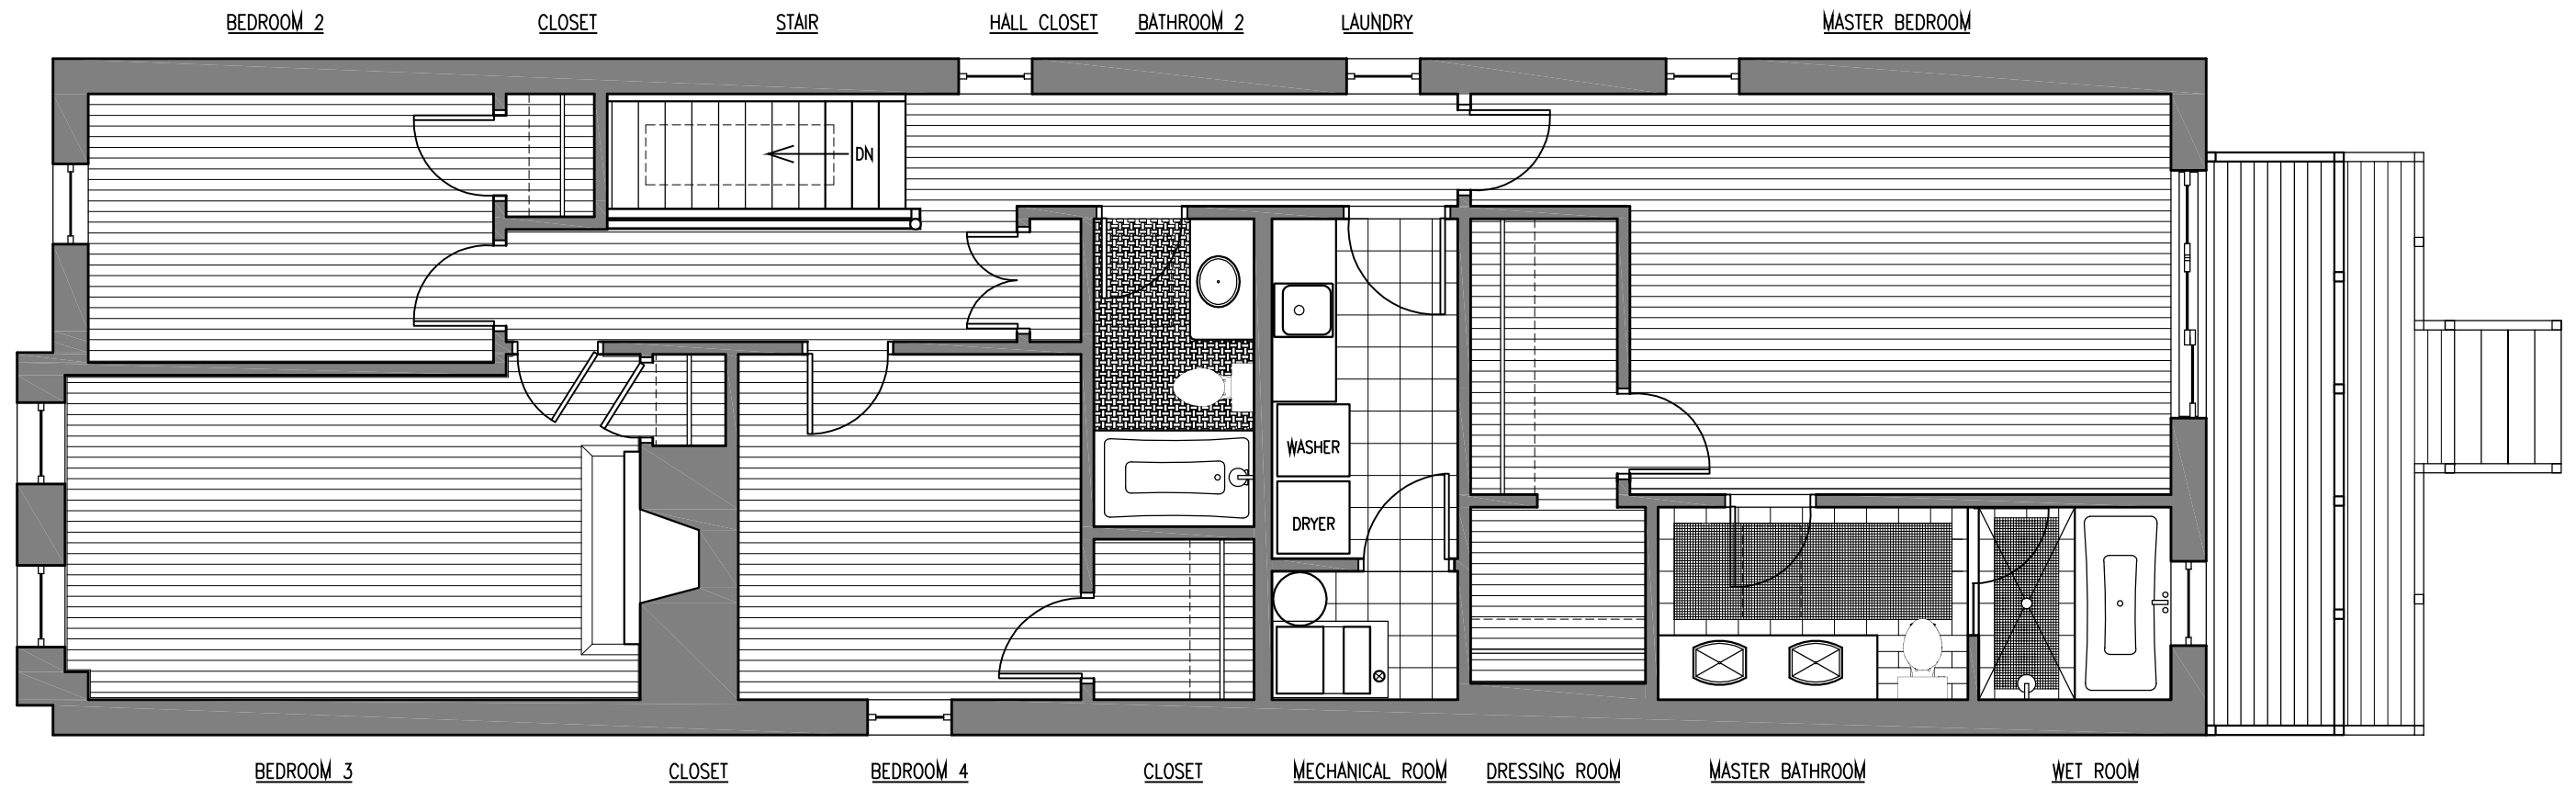 BEDROOM 2 CLOSET STAIR HALL CLOSET BATHROOM 2 LAUNDRY MASTER BEDROOM
DN
WASHER
DRYER
BEDROOM 3 CLOSET BEDROOM 4 CLOSET MECHANICAL ROOM DRESSING ROOM MASTER BATHROOM WET ROOM